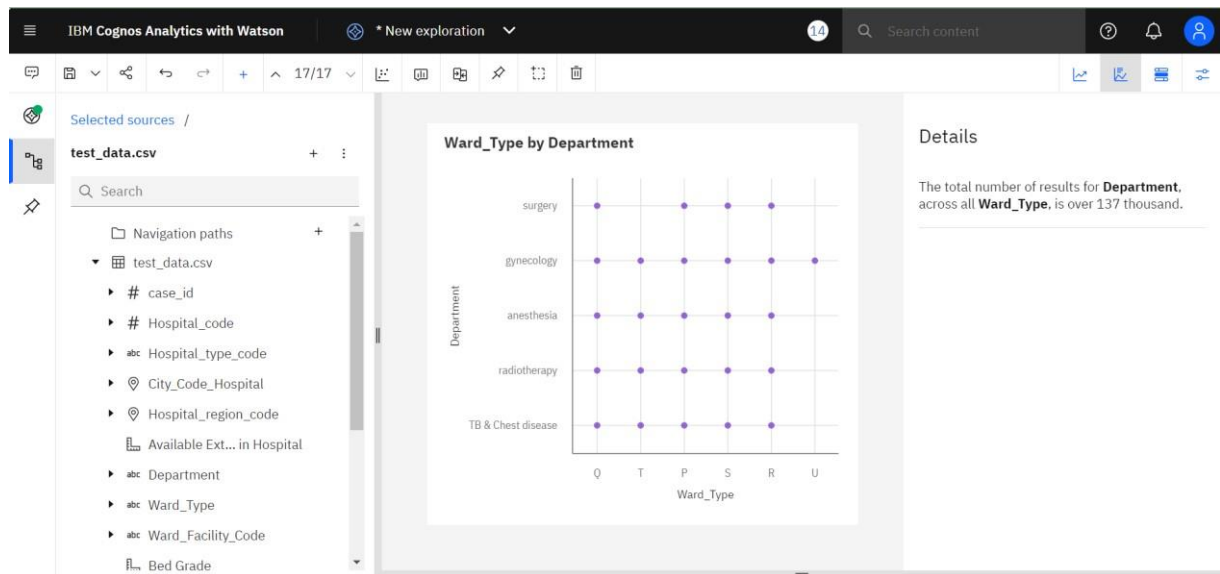 IBM Cognos Analytics with Watson
* New exploration
14
Search content
17/17
Selected sources /
test_data.csv
Search
Navigation paths
test_data.csv
# case_id
# Hospital_code
abc Hospital_type_code
City_Code_Hospital
Hospital_region_code
Available Ext... in Hospital
abc Department
abc Ward_Type
abc Ward_Facility_Code
Bed Grade
Ward_Type by Department
Department
surgery
gynecology
anesthesia
radiotherapy
TB & Chest disease
Q T P S R U
Ward_Type
Details
The total number of results for Department,
across all Ward_Type, is over 137 thousand.